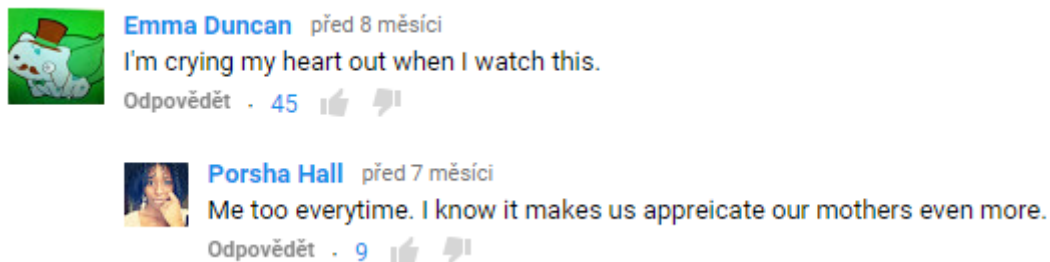 Emma Duncan před 8 měsíci
I'm crying my heart out when I watch this.
Odpovědět · 45
Porsha Hall před 7 měsíci
Me too everytime. I know it makes us appreicate our mothers even more.
Odpovědět · 9